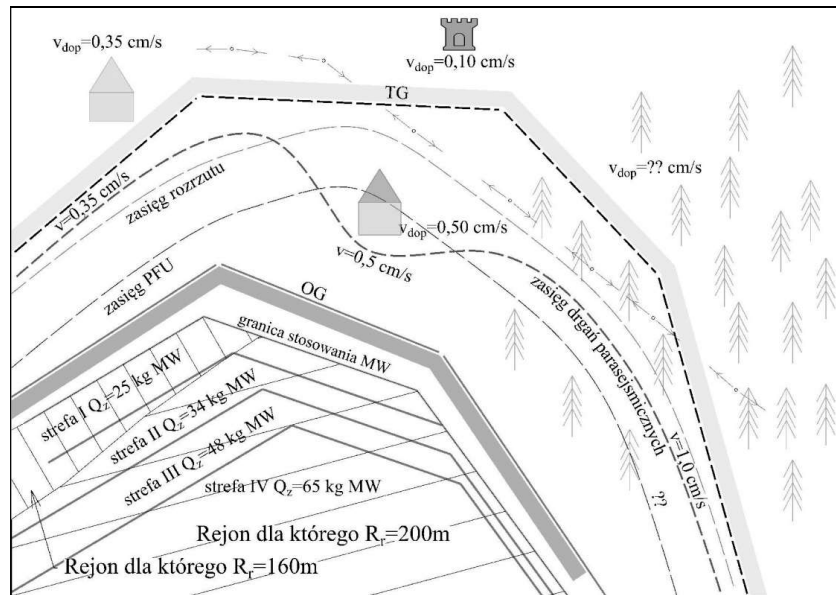 v_dop=0,35 cm/s
v_dop=0,10 cm/s
TG
v_dop=?? cm/s
v=0,35 cm/s
zasięg rozrzutu
v_dop=0,50 cm/s
v=0,5 cm/s
zasięg PFU
OG
zasięg drgań parasejsmicznych
granica stosowania MW
strefa I Q_z=25 kg MW
strefa II Q_z=34 kg MW
strefa III Q_z=48 kg MW
v=1,0 cm/s
strefa IV Q_z=65 kg MW
??
Rejon dla którego R_r=200m
Rejon dla którego R_r=160m